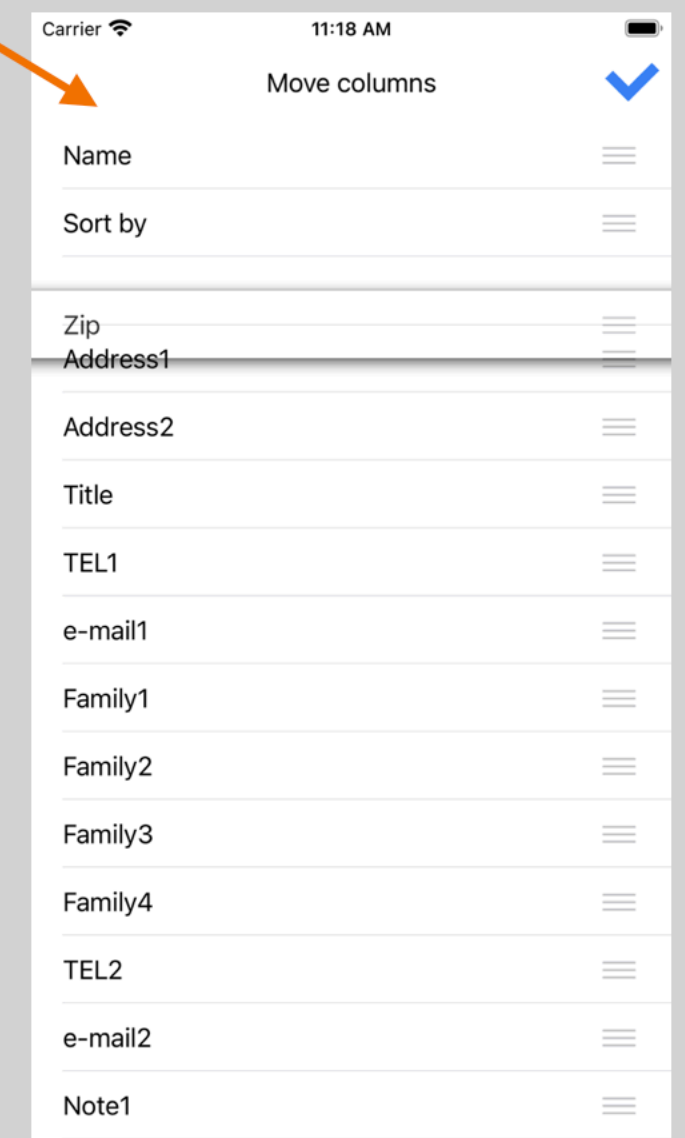 Carrier 11:18 AM
Move columns
Name
Sort by
Zip
Address1
Address2
Title
TEL1
e-mail1
Family1
Family2
Family3
Family4
TEL2
e-mail2
Note1